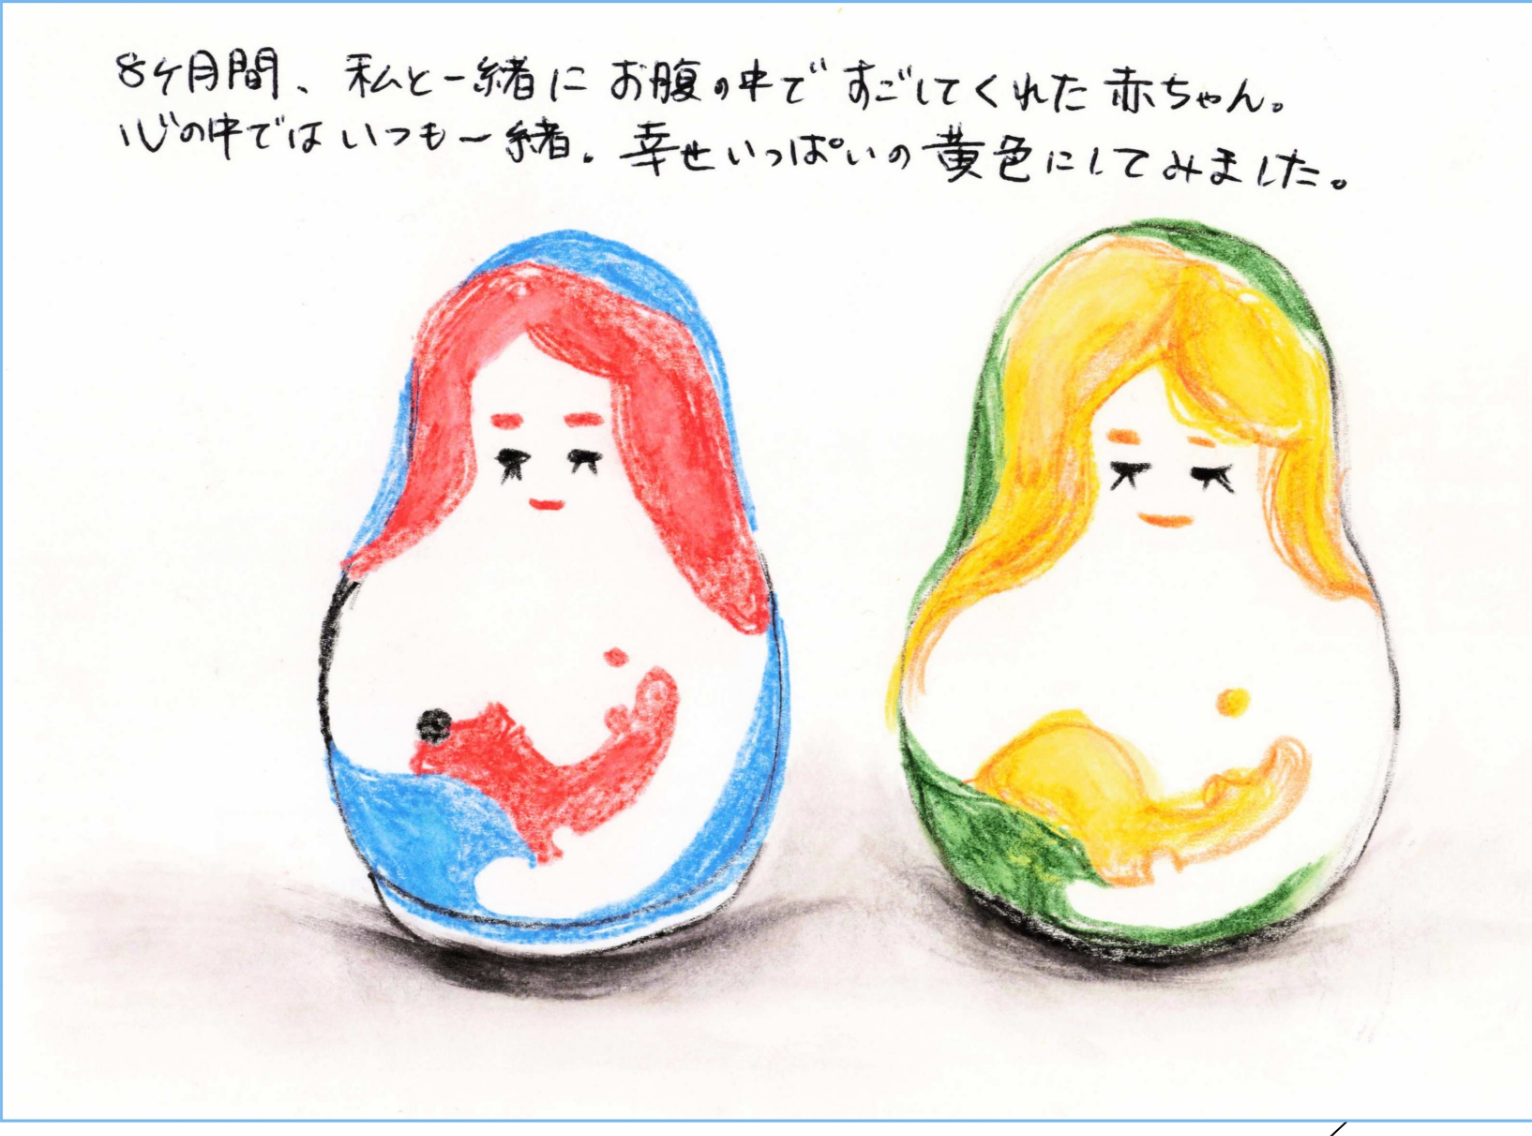 8ケ月間、私と一緒にお腹の中ですごしてくれた赤ちゃん。
心の中ではいつも一緒。幸せいっぱいの黄色にしてみました。